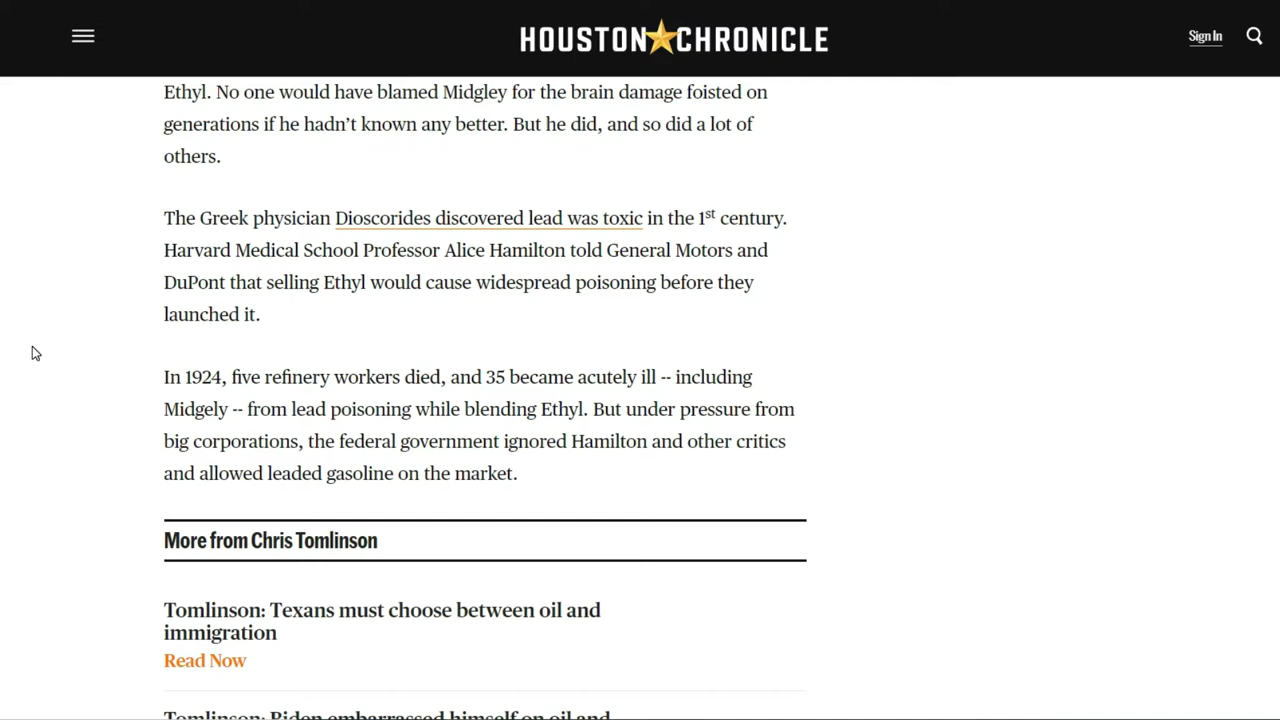 HOUSTON CHRONICLE
Sign In
Ethyl. No one would have blamed Midgley for the brain damage foisted on
generations if he hadn’t known any better. But he did, and so did a lot of
others.
The Greek physician Dioscorides discovered lead was toxic in the 1st century.
Harvard Medical School Professor Alice Hamilton told General Motors and
DuPont that selling Ethyl would cause widespread poisoning before they
launched it.
In 1924, five refinery workers died, and 35 became acutely ill -- including
Midgely -- from lead poisoning while blending Ethyl. But under pressure from
big corporations, the federal government ignored Hamilton and other critics
and allowed leaded gasoline on the market.
More from Chris Tomlinson
Tomlinson: Texans must choose between oil and
immigration
Read Now
Tomlinson: Biden embarrassed himself on oil and